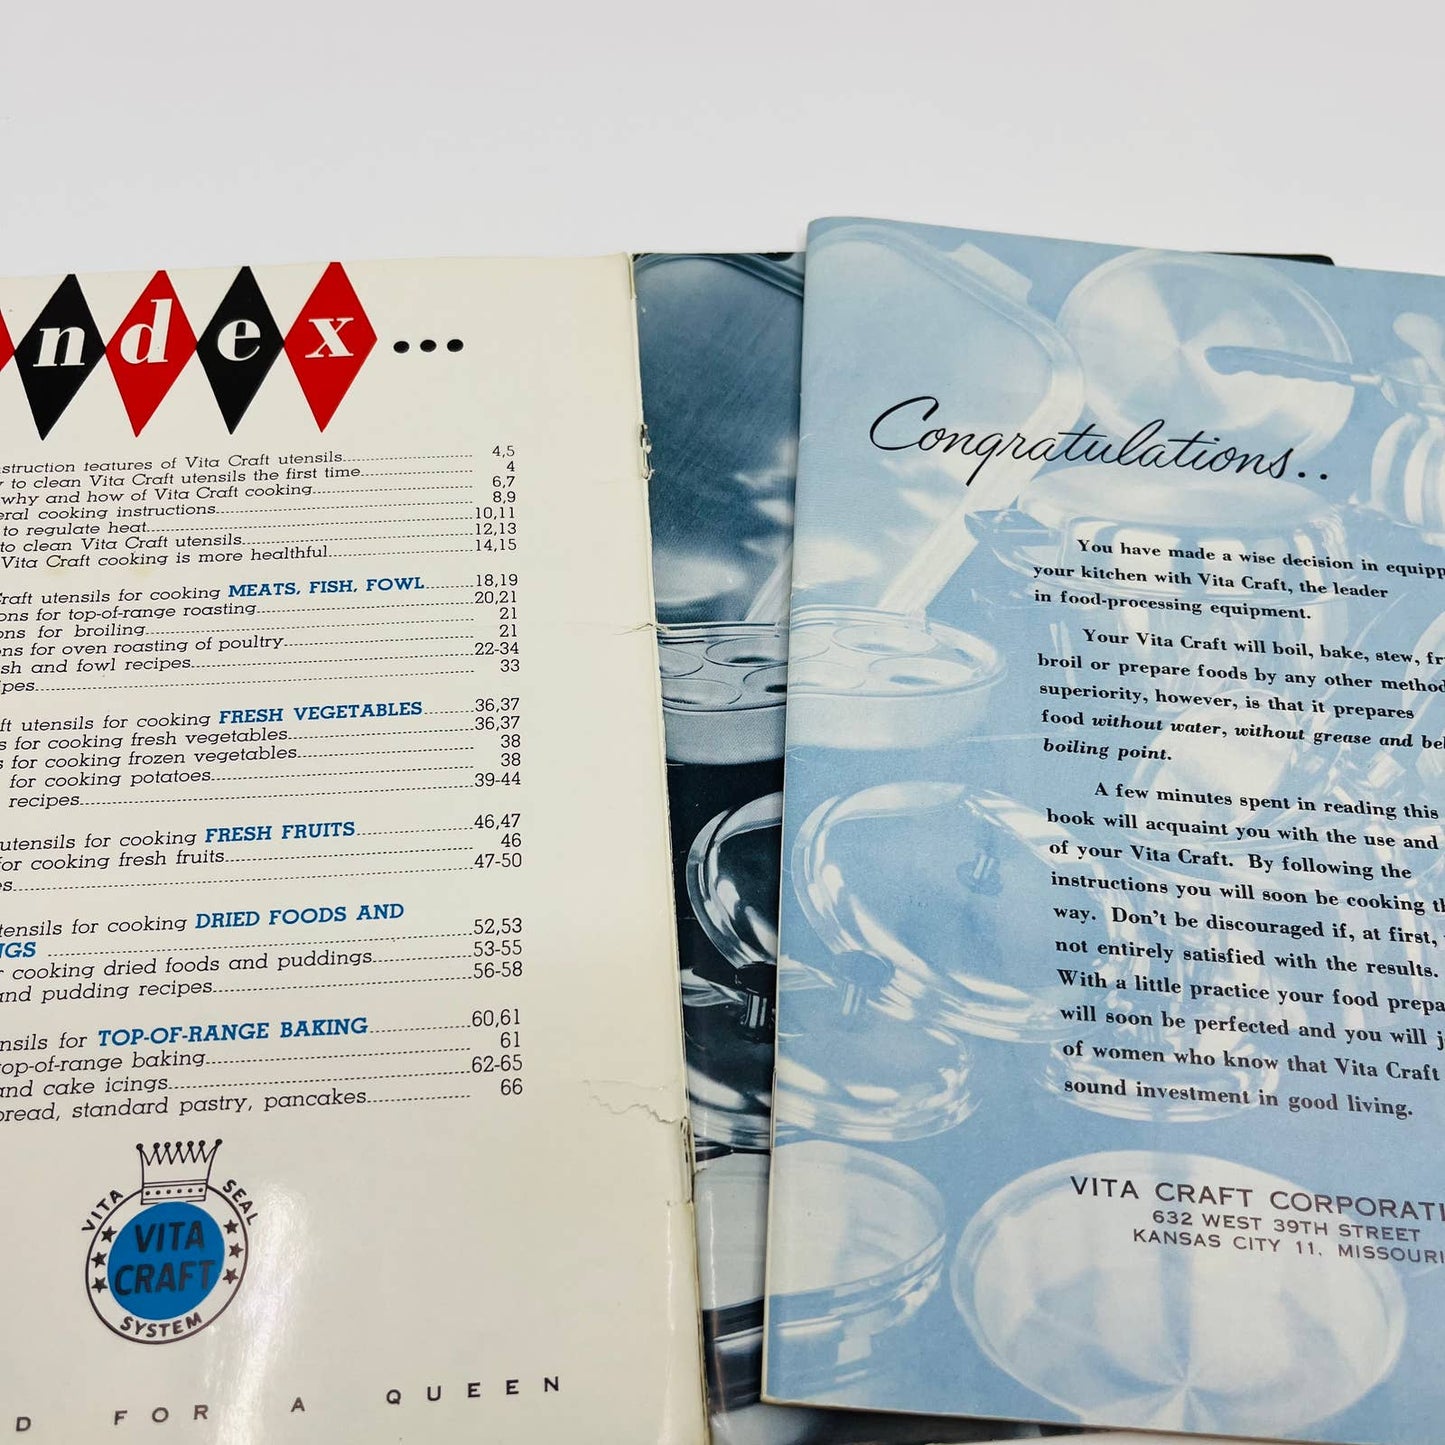 ndex...
nstruction features of Vita Craft utensils 4,5
to clean Vita Craft utensils the first time 4
why and how of Vita Craft cooking 6,7
eral cooking instructions 8,9
to regulate heat 10,11
to clean Vita Craft utensils 12,13
Vita Craft cooking is more healthful 14,15
Craft utensils for cooking MEATS, FISH, FOWL 18,19
ons for top-of-range roasting 20,21
ons for broiling 21
ons for oven roasting of poultry 21
sh and fowl recipes 22-34
ipes 33
ft utensils for cooking FRESH VEGETABLES 36,37
s for cooking fresh vegetables 36,37
s for cooking frozen vegetables 38
for cooking potatoes 38
recipes 39-44
utensils for cooking FRESH FRUITS 46,47
for cooking fresh fruits 46
s 47-50
tensils for cooking DRIED FOODS AND
NGS 52,53
r cooking dried foods and puddings 53-55
and pudding recipes 56-58
nsils for TOP-OF-RANGE BAKING 60,61
top-of-range baking 61
and cake icings 62-65
bread, standard pastry, pancakes 66
VITA SEAL
VITA
CRAFT
SYSTEM
D FOR A QUEEN
Congratulations..
You have made a wise decision in equipp
your kitchen with Vita Craft, the leader
in food-processing equipment.
Your Vita Craft will boil, bake, stew, fr
broil or prepare foods by any other method
superiority, however, is that it prepares
food without water, without grease and bel
boiling point.
A few minutes spent in reading this
book will acquaint you with the use and
of your Vita Craft. By following the
instructions you will soon be cooking th
way. Don't be discouraged if, at first,
not entirely satisfied with the results.
With a little practice your food prepa
will soon be perfected and you will j
of women who know that Vita Craft
sound investment in good living.
VITA CRAFT CORPORATI
632 WEST 39TH STREET
KANSAS CITY 11, MISSOURI